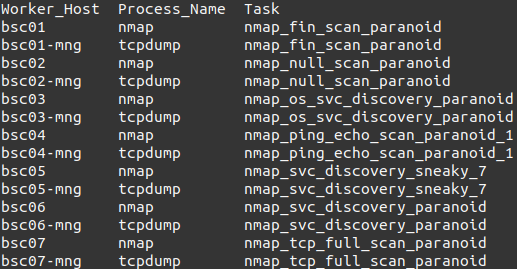 Worker_Host  Process_Name  Task
bsc01        nmap          nmap_fin_scan_paranoid
bsc01-mng    tcpdump       nmap_fin_scan_paranoid
bsc02        nmap          nmap_null_scan_paranoid
bsc02-mng    tcpdump       nmap_null_scan_paranoid
bsc03        nmap          nmap_os_svc_discovery_paranoid
bsc03-mng    tcpdump       nmap_os_svc_discovery_paranoid
bsc04        nmap          nmap_ping_echo_scan_paranoid_1
bsc04-mng    tcpdump       nmap_ping_echo_scan_paranoid_1
bsc05        nmap          nmap_svc_discovery_sneaky_7
bsc05-mng    tcpdump       nmap_svc_discovery_sneaky_7
bsc06        nmap          nmap_svc_discovery_paranoid
bsc06-mng    tcpdump       nmap_svc_discovery_paranoid
bsc07        nmap          nmap_tcp_full_scan_paranoid
bsc07-mng    tcpdump       nmap_tcp_full_scan_paranoid